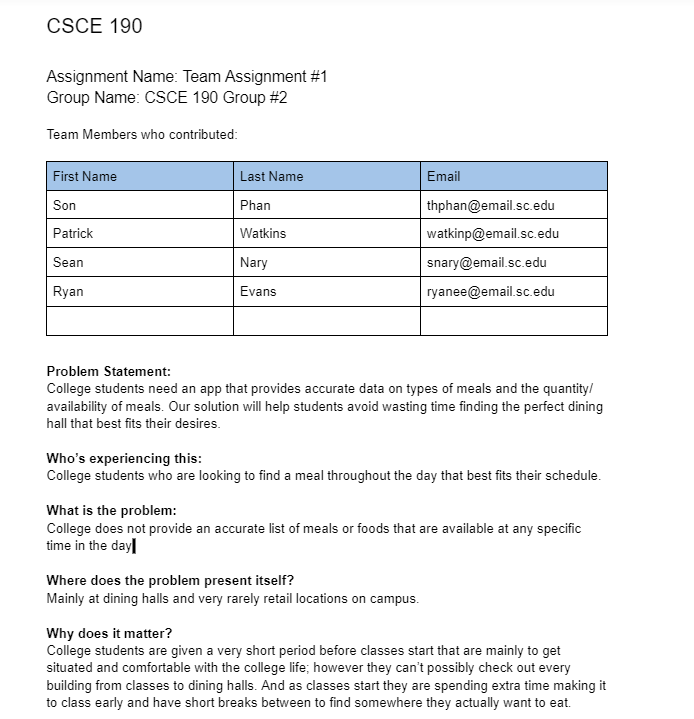 CSCE 190
Assignment Name: Team Assignment #1
Group Name: CSCE 190 Group #2
Team Members who contributed:
First Name Last Name Email
Son Phan thphan@email.sc.edu
Patrick Watkins watkinp@email.sc.edu
Sean Nary snary@email.sc.edu
Ryan Evans ryanee@email.sc.edu
Problem Statement:
College students need an app that provides accurate data on types of meals and the quantity/
availability of meals. Our solution will help students avoid wasting time finding the perfect dining
hall that best fits their desires.
Who's experiencing this:
College students who are looking to find a meal throughout the day that best fits their schedule.
What is the problem:
College does not provide an accurate list of meals or foods that are available at any specific
time in the day
Where does the problem present itself?
Mainly at dining halls and very rarely retail locations on campus.
Why does it matter?
College students are given a very short period before classes start that are mainly to get
situated and comfortable with the college life; however they can't possibly check out every
building from classes to dining halls. And as classes start they are spending extra time making it
to class early and have short breaks between to find somewhere they actually want to eat.